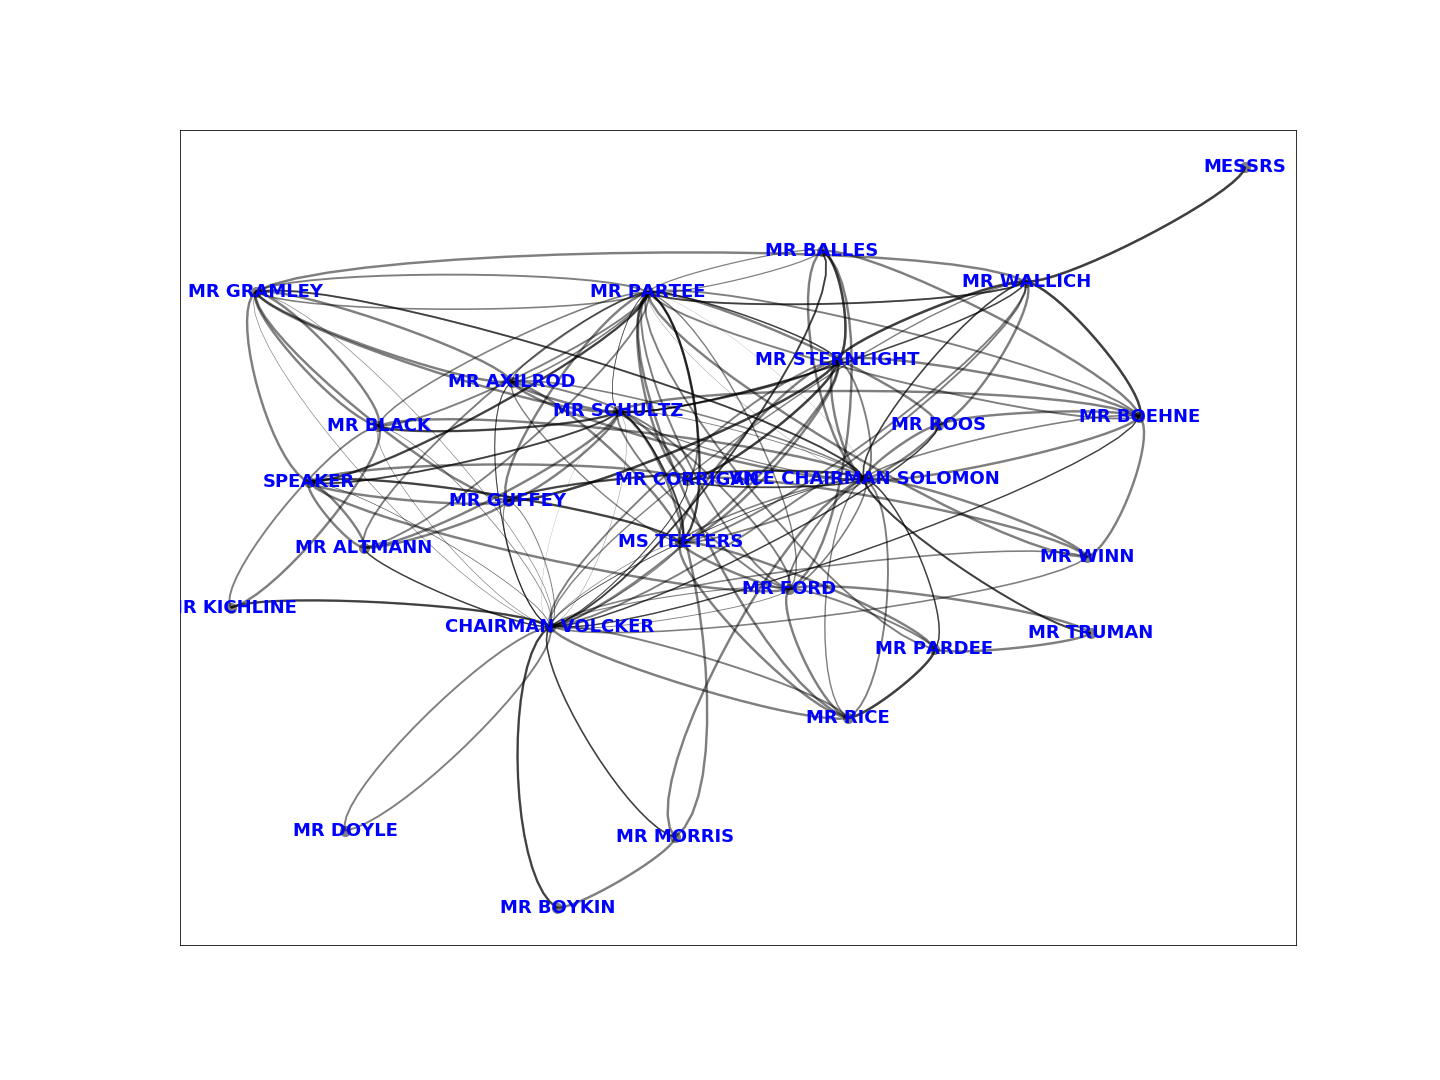 MESSRS
MR BALLES
MR WALLICH
MR GRAMLEY
MR PARTEE
MR STERNLIGHT
MR AXILROD
MR SCHULTZ
MR BOEHNE
MR BLACK
MR ROOS
SPEAKER
MR CORRIGAN
VICE CHAIRMAN SOLOMON
MR GUFFEY
MS TEETERS
MR ALTMANN
MR WINN
MR FORD
IR KICHLINE
CHAIRMAN VOLCKER
MR TRUMAN
MR PARDEE
MR RICE
MR DOYLE
MR MORRIS
MR BOYKIN